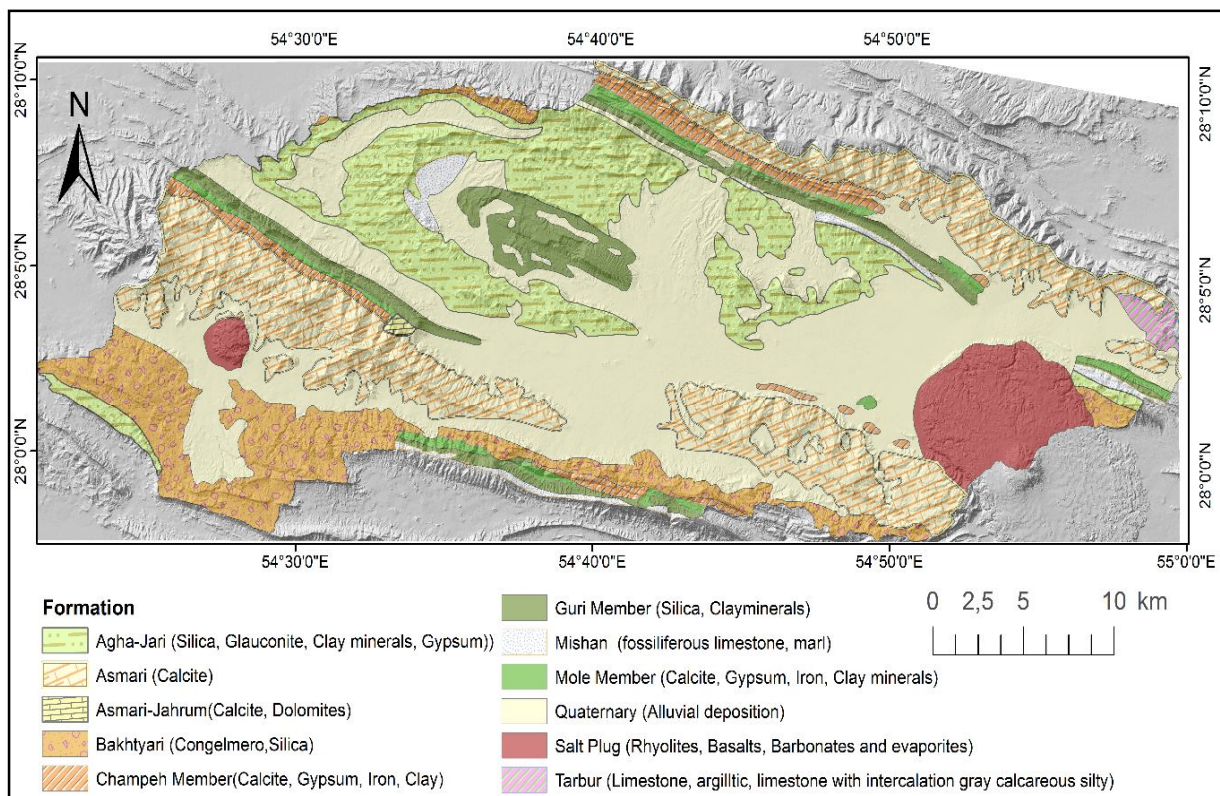 54°30'0"E 54°40'0"E 54°50'0"E
28°10'0"N
28°10'0"N
N
28°5'0"N
28°5'0"N
28°0'0"N
28°0'0"N
54°30'0"E 54°40'0"E 54°50'0"E 55°0'0"E
Formation
Agha-Jari (Silica, Glauconite, Clay minerals, Gypsum))
Asmari (Calcite)
Asmari-Jahrum(Calcite, Dolomites)
Bakhtyari (Congelmero,Silica)
Champeh Member(Calcite, Gypsum, Iron, Clay)
Guri Member (Silica, Clayminerals)
Mishan (fossiliferous limestone, marl)
Mole Member (Calcite, Gypsum, Iron, Clay minerals)
Quaternary (Alluvial deposition)
Salt Plug (Rhyolites, Basalts, Barbonates and evaporites)
Tarbur (Limestone, argilltic, limestone with intercalation gray calcareous silty)
0 2,5 5 10 km